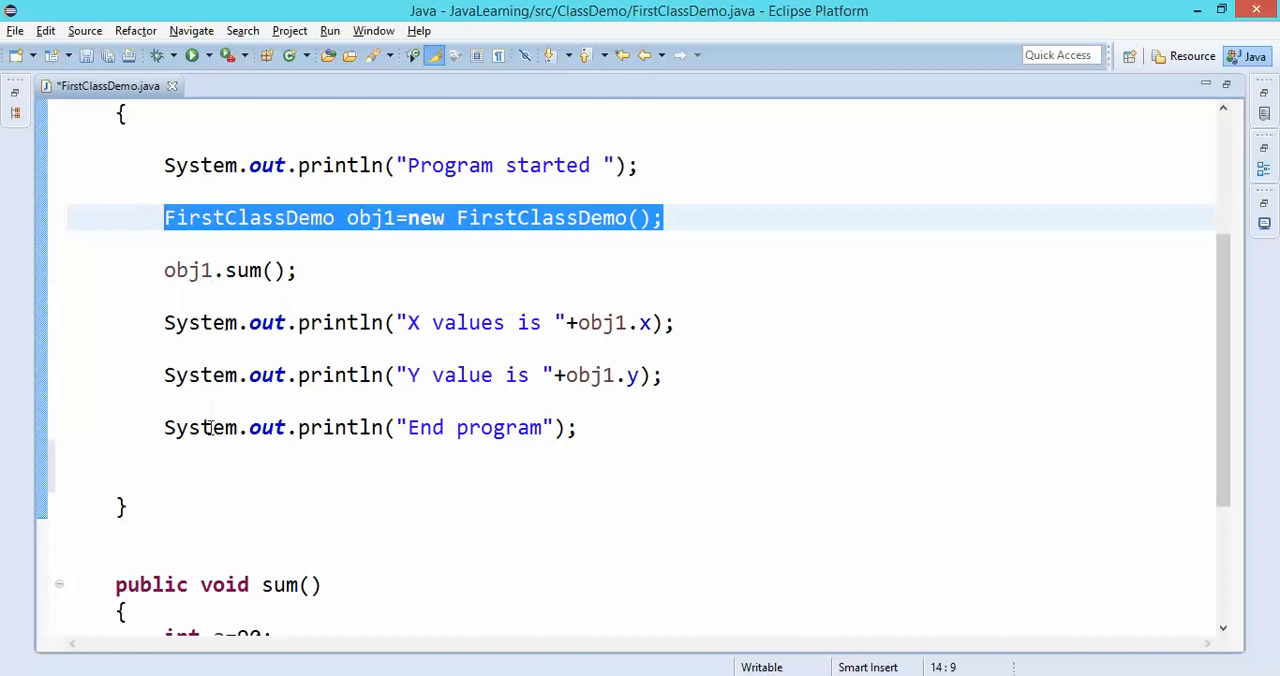 Java - JavaLearning/src/ClassDemo/FirstClassDemo.java - Eclipse Platform
File Edit Source Refactor Navigate Search Project Run Window Help
Quick Access Resource Java
*FirstClassDemo.java
{
System.out.println("Program started ");
FirstClassDemo obj1=new FirstClassDemo();
obj1.sum();
System.out.println("X values is "+obj1.x);
System.out.println("Y value is "+obj1.y);
System.out.println("End program");
}
public void sum()
{
int a=90;
Writable Smart Insert 14:9